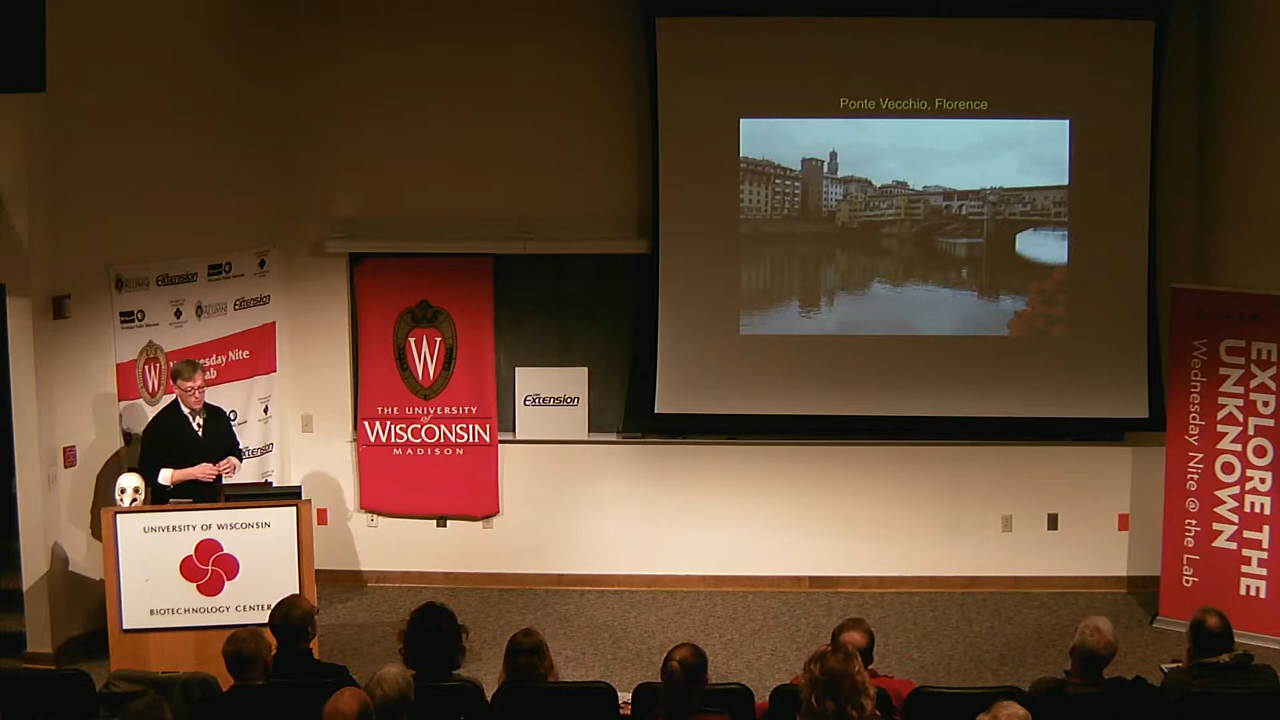 Ponte Vecchio, Florence
Extension
Extension
Wednesday Nite
Lab
W
W
THE UNIVERSITY
of
WISCONSIN
MADISON
Extension
Extension
UNIVERSITY OF WISCONSIN
BIOTECHNOLOGY CENTER
EXPLORE THE
UNKNOWN
Wednesday Nite @ the Lab